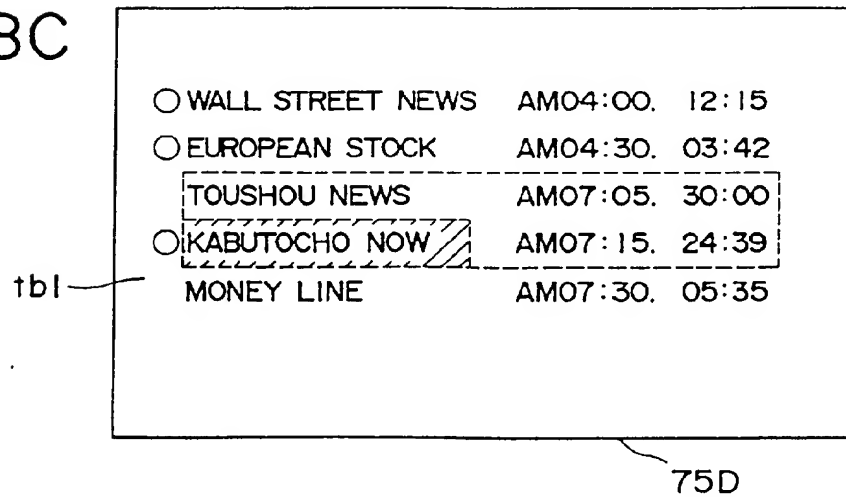 8C
○ WALL STREET NEWS AM04:00. 12:15
○ EUROPEAN STOCK AM04:30. 03:42
TOUSHOU NEWS AM07:05. 30:00
○ KABUTOCHO NOW AM07:15. 24:39
MONEY LINE AM07:30. 05:35
tbl
75D